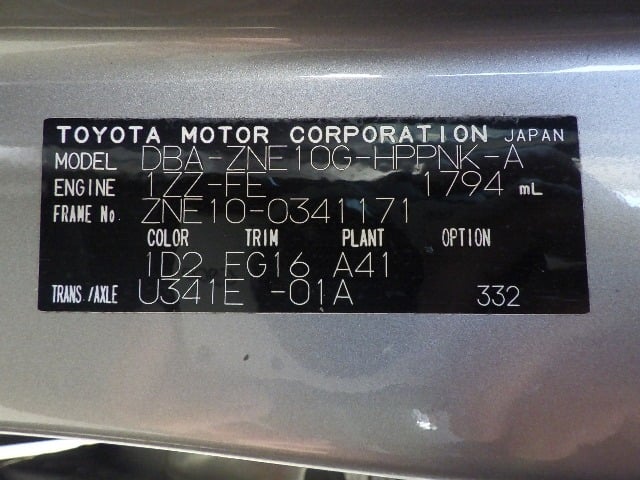 TOYOTA MOTOR CORPORATION JAPAN
MODEL DBA-ZNE10G-HPPNK-A
ENGINE 1ZZ-FE 1794 mL
FRAME No. ZNE10-0341171
COLOR TRIM PLANT OPTION
1D2 FG16 A41
TRANS./AXLE U341E -01A 332